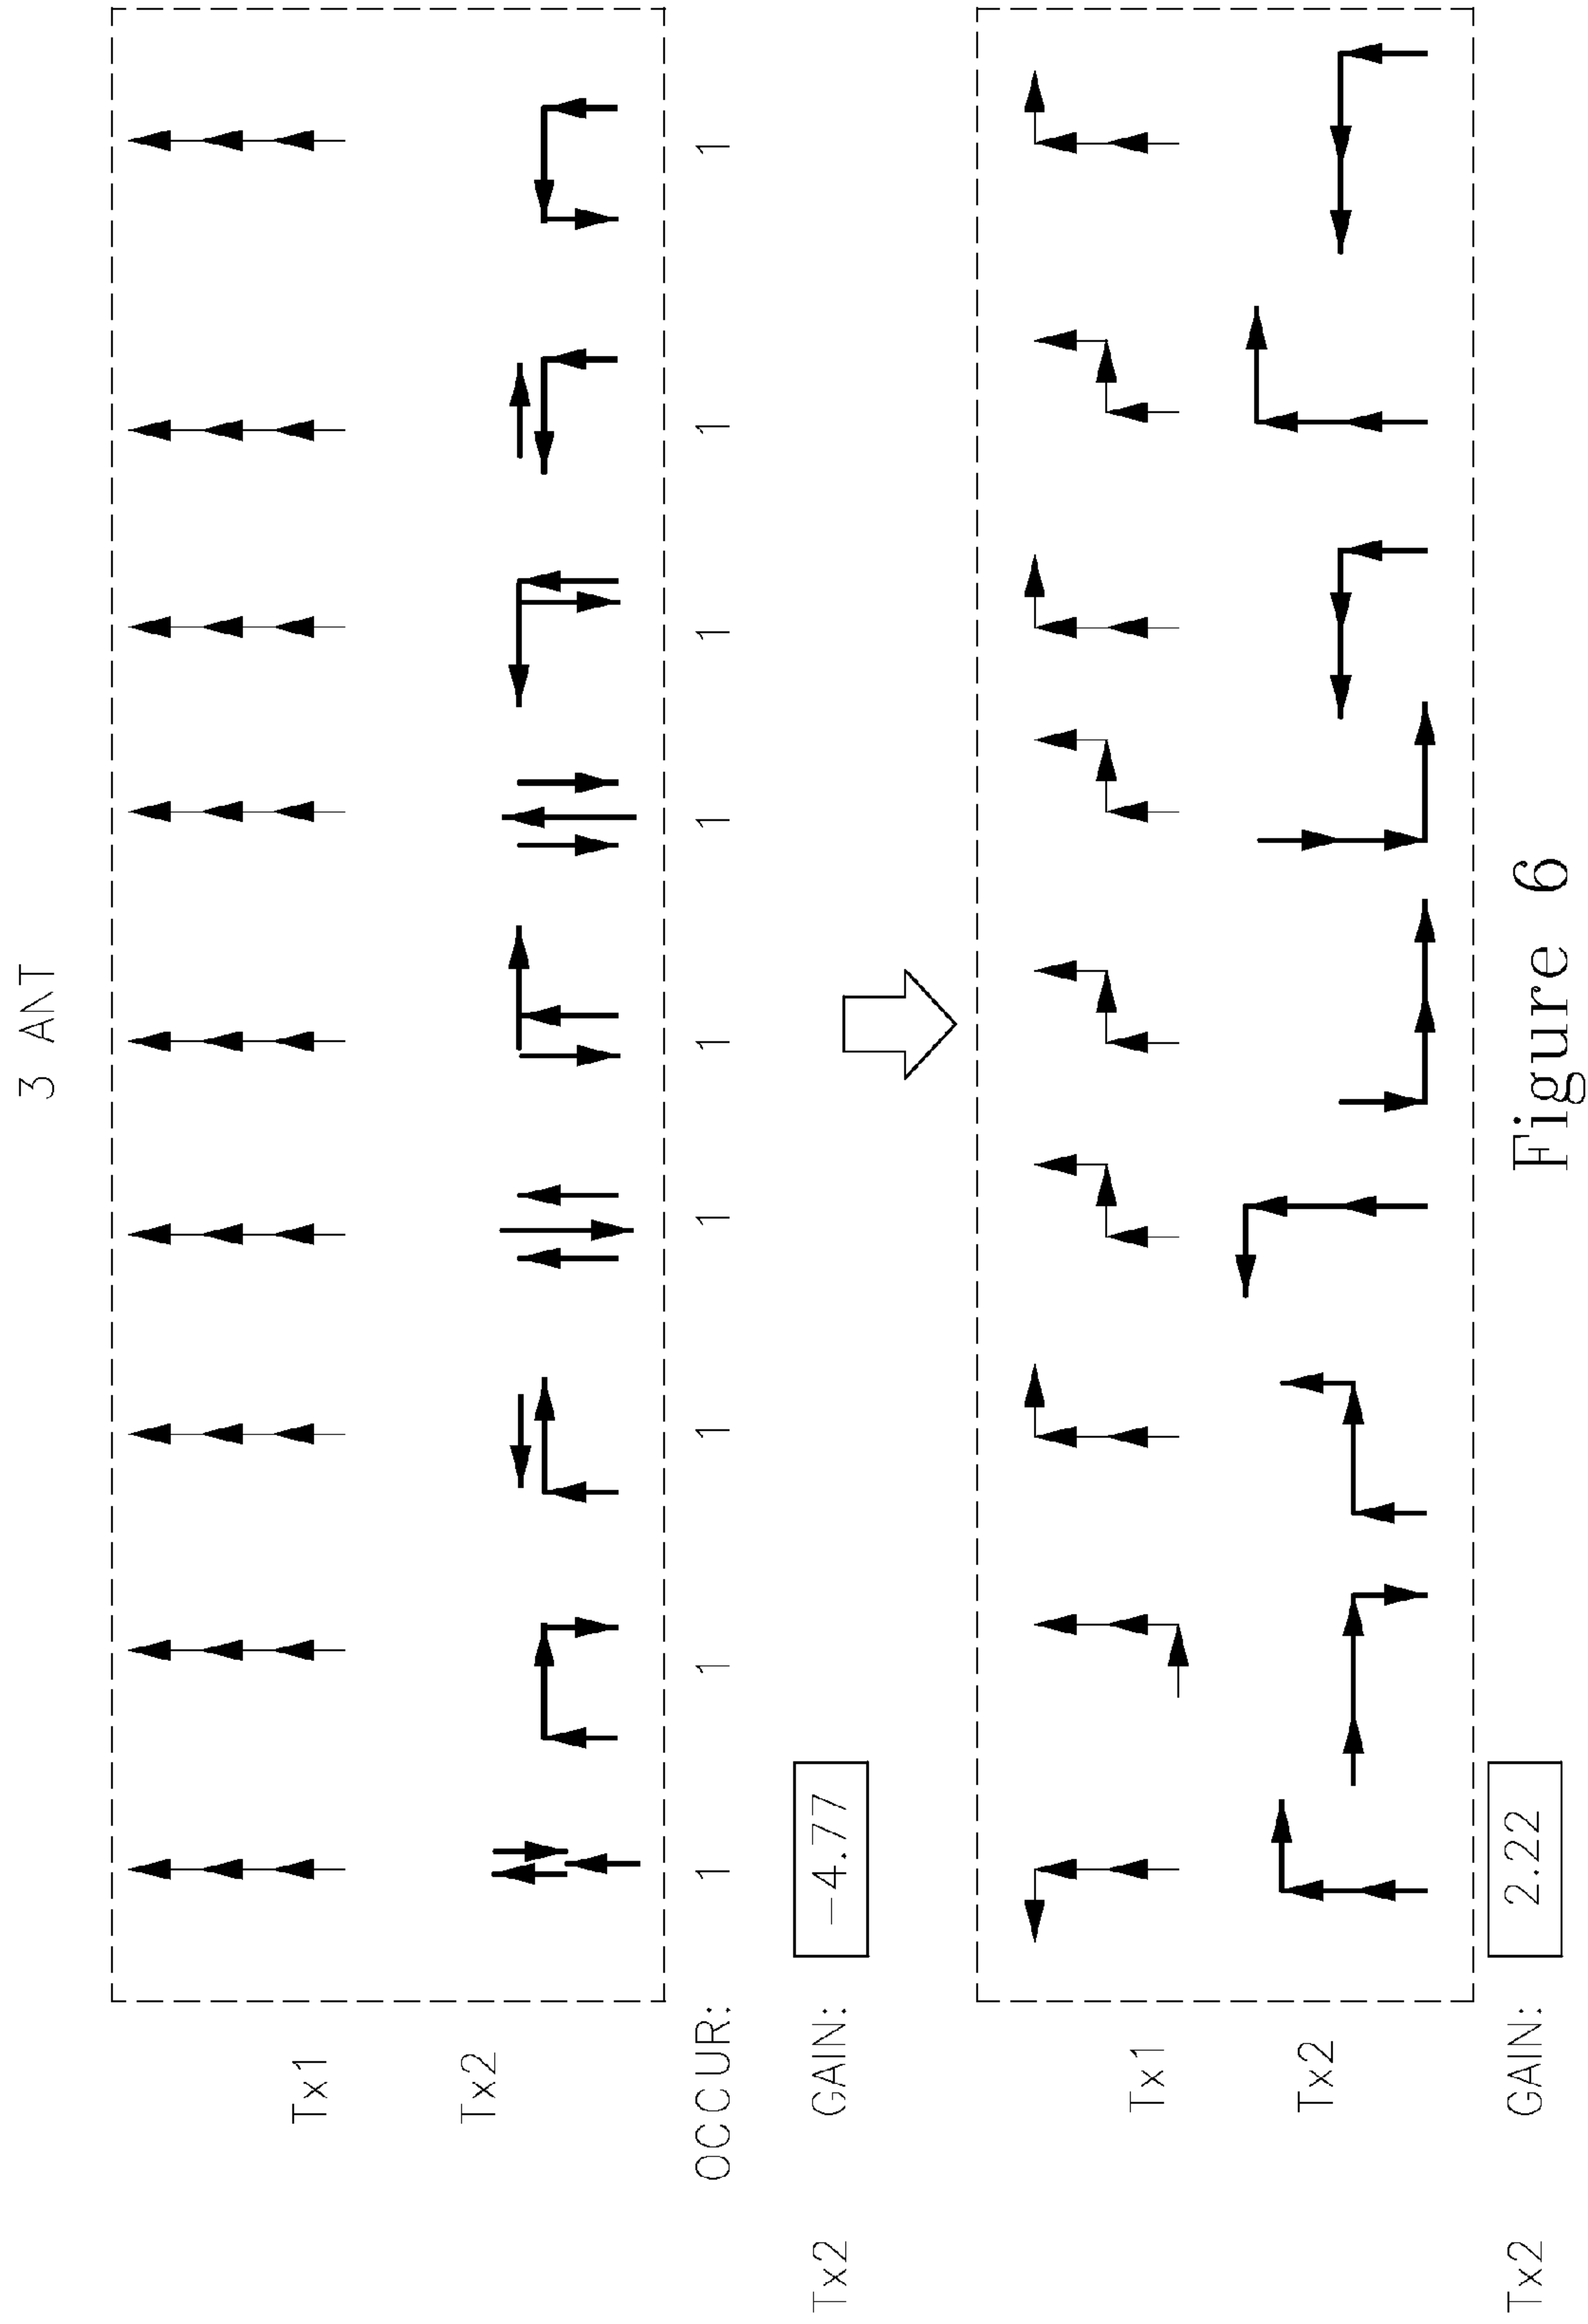 3 ANT
Tx1
Tx2
OCCUR: 1 1 1 1 1 1 1 1 1
Tx2 GAIN: -4.77
Tx1
Tx2
Tx2 GAIN: 2.22
Figure 6